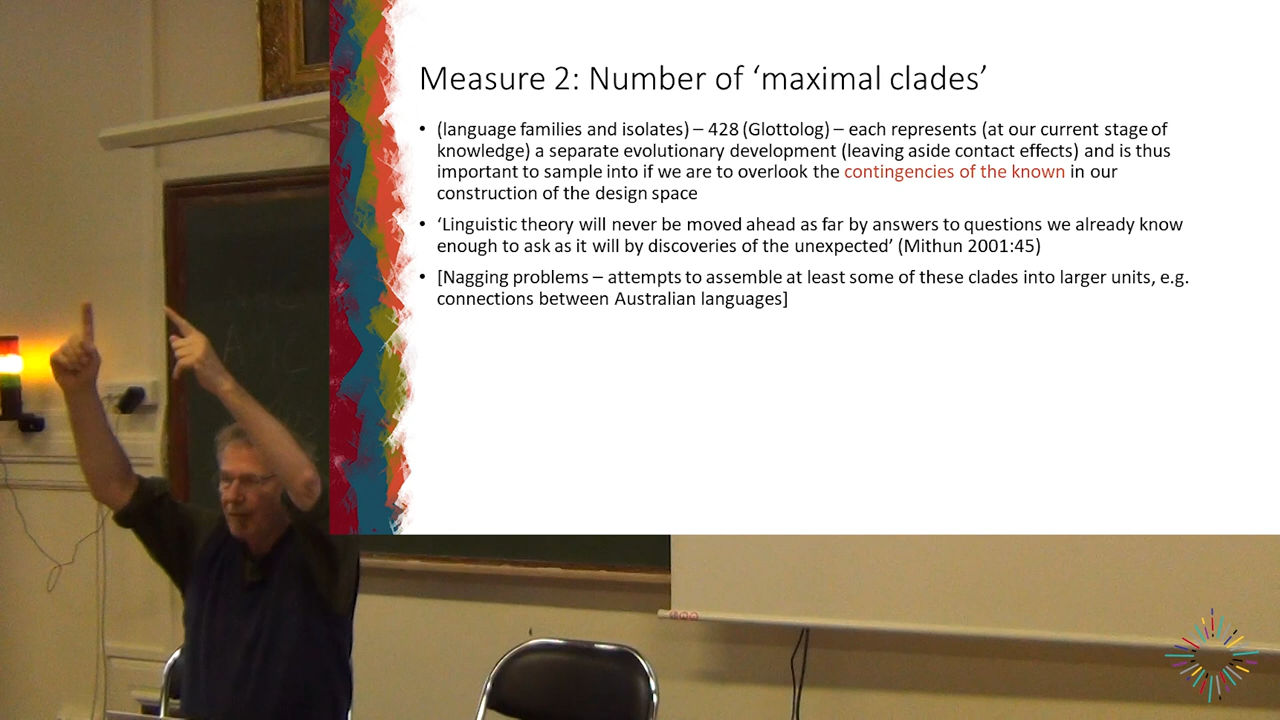 Measure 2: Number of ‘maximal clades’
• (language families and isolates) – 428 (Glottolog) – each represents (at our current stage of
knowledge) a separate evolutionary development (leaving aside contact effects) and is thus
important to sample into if we are to overlook the contingencies of the known in our
construction of the design space
• ‘Linguistic theory will never be moved ahead as far by answers to questions we already know
enough to ask as it will by discoveries of the unexpected’ (Mithun 2001:45)
• [Nagging problems – attempts to assemble at least some of these clades into larger units, e.g.
connections between Australian languages]